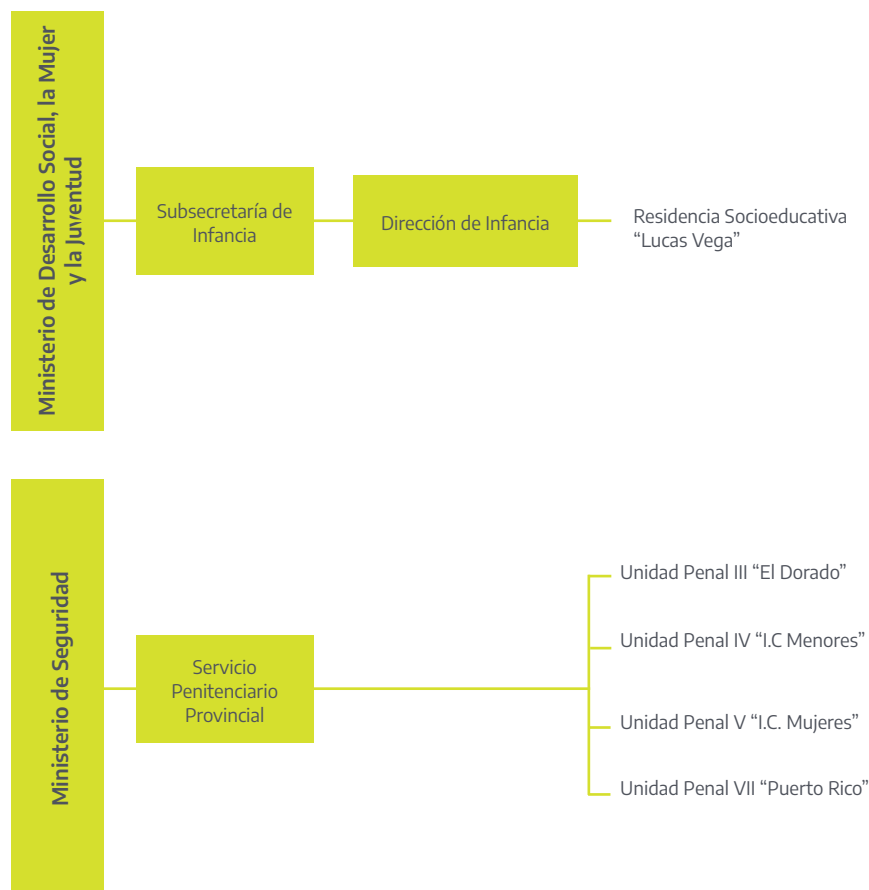 Ministerio de Desarrollo Social, la Mujer
y la Juventud
Subsecretaría de
Infancia
Dirección de Infancia
Residencia Socioeducativa
“Lucas Vega”
Ministerio de Seguridad
Servicio
Penitenciario
Provincial
Unidad Penal III “El Dorado”
Unidad Penal IV “I.C Menores”
Unidad Penal V “I.C. Mujeres”
Unidad Penal VII “Puerto Rico”